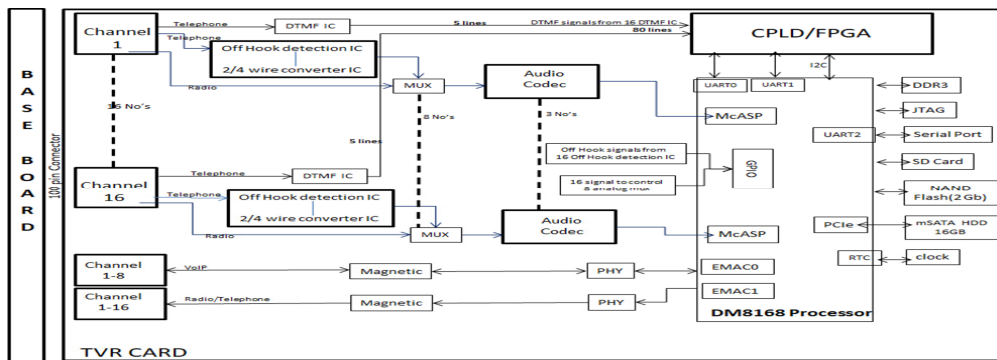 BASE BOARD
100 pin Connector
Channel
1
Telephone
DTMF IC
5 lines
DTMF signals from 16 DTMF IC
80 lines
CPLD/FPGA
Telephone
Off Hook detection IC
2/4 wire converter IC
Radio
MUX
Audio
Codec
I2C
UART0
UART1
McASP
UART2
DDR3
JTAG
Serial Port
SD Card
NAND
Flash(2Gb)
16 No's
8 No's
3 No's
5 lines
Off Hook signals from
16 Off Hook detection IC
16 signal to control
8 analog mux
GPIO
Channel
16
Telephone
DTMF IC
Telephone
Off Hook detection IC
2/4 wire converter IC
Radio
MUX
Audio
Codec
McASP
PCIe
mSATA HDD
16GB
RTC
clock
Channel
1-8
VoIP
Magnetic
PHY
EMAC0
Channel
1-16
Radio/Telephone
Magnetic
PHY
EMAC1
DM8168 Processor
TVR CARD